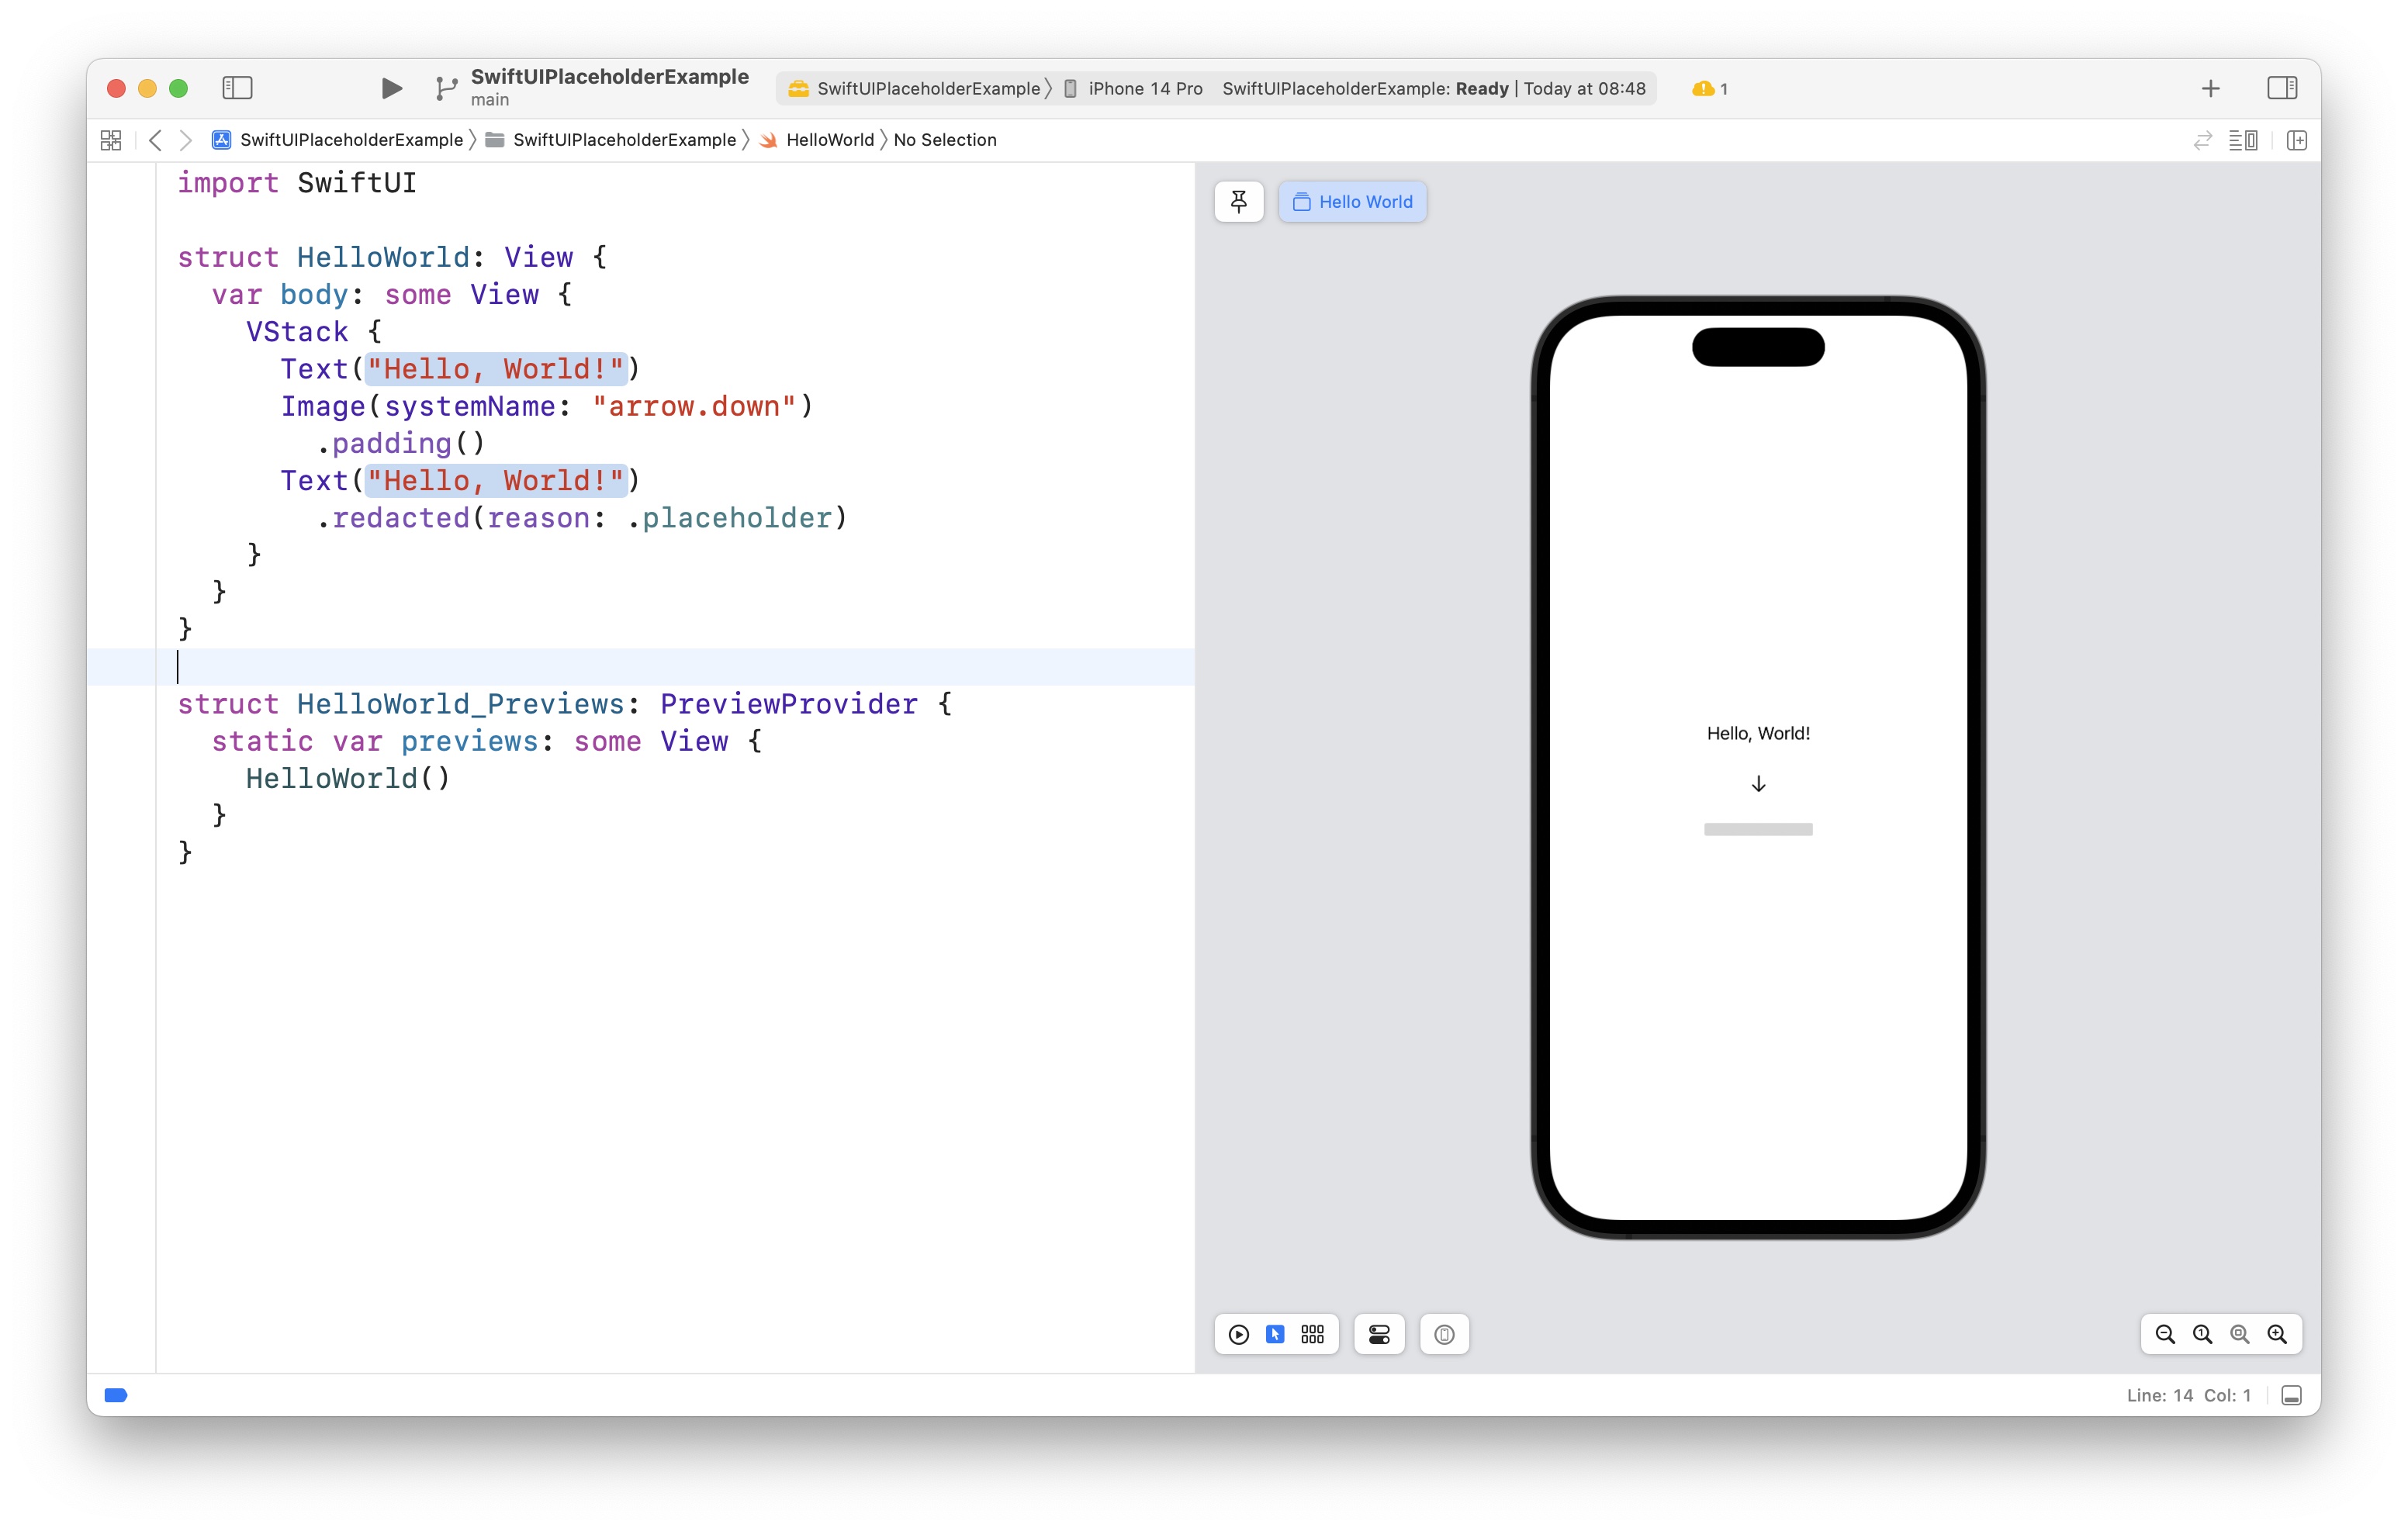 SwiftUIPlaceholderExample
main
SwiftUIPlaceholderExample iPhone 14 Pro SwiftUIPlaceholderExample: Ready | Today at 08:48 1
SwiftUIPlaceholderExample SwiftUIPlaceholderExample HelloWorld No Selection
import SwiftUI
struct HelloWorld: View {
var body: some View {
VStack {
Text("Hello, World!")
Image(systemName: "arrow.down")
.padding()
Text("Hello, World!")
.redacted(reason: .placeholder)
}
}
}
struct HelloWorld_Previews: PreviewProvider {
static var previews: some View {
HelloWorld()
}
}
Hello World
Hello, World!
Line: 14 Col: 1